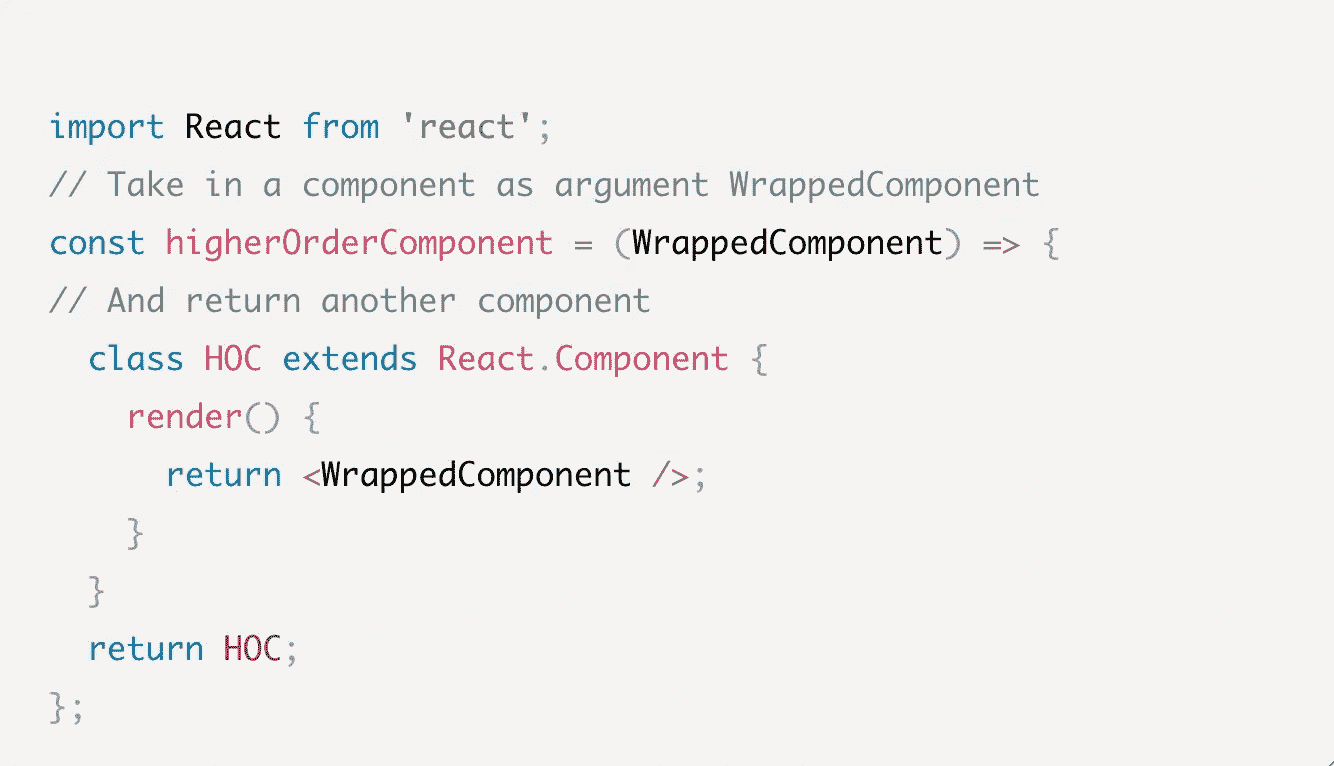 import React from 'react';
// Take in a component as argument WrappedComponent
const higherOrderComponent = (WrappedComponent) => {
// And return another component
  class HOC extends React.Component {
    render() {
      return <WrappedComponent />;
    }
  }
  return HOC;
};